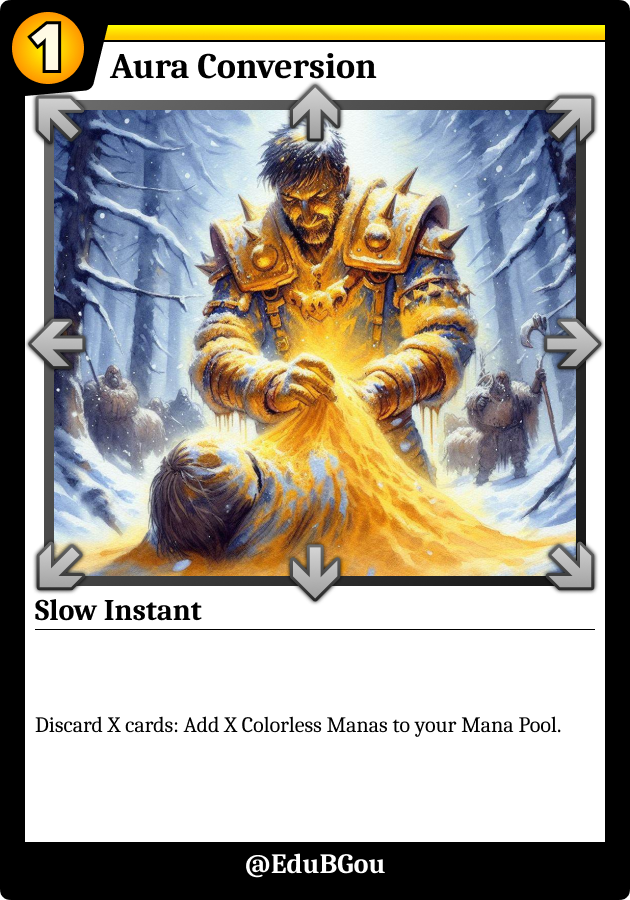 1
Aura Conversion
Slow Instant
Discard X cards: Add X Colorless Manas to your Mana Pool.
@EduBGou